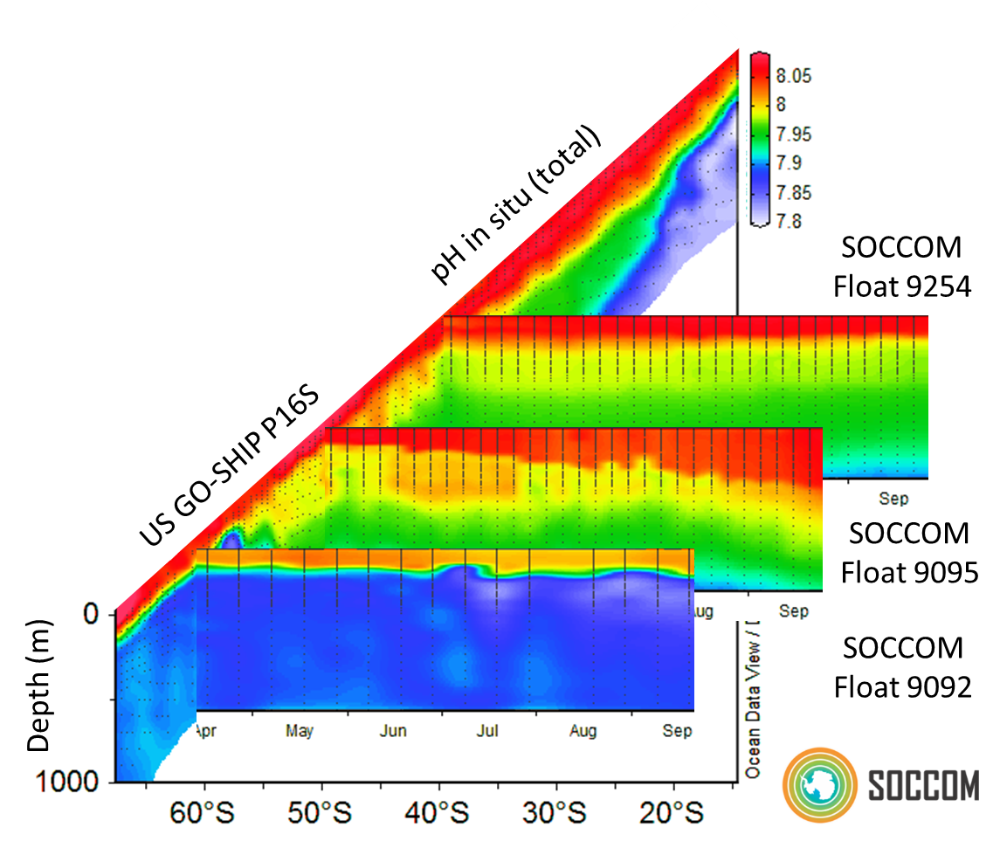 pH in situ (total)
8.05
8
7.95
7.9
7.85
7.8
SOCCOM
Float 9254
US GO-SHIP P16S
Sep
SOCCOM
Float 9095
Sep
SOCCOM
Float 9092
0
Depth (m)
1000
May
Jun
Jul
Aug
Sep
Ocean Data View /
60°S
50°S
40°S
30°S
20°S
SOCCOM